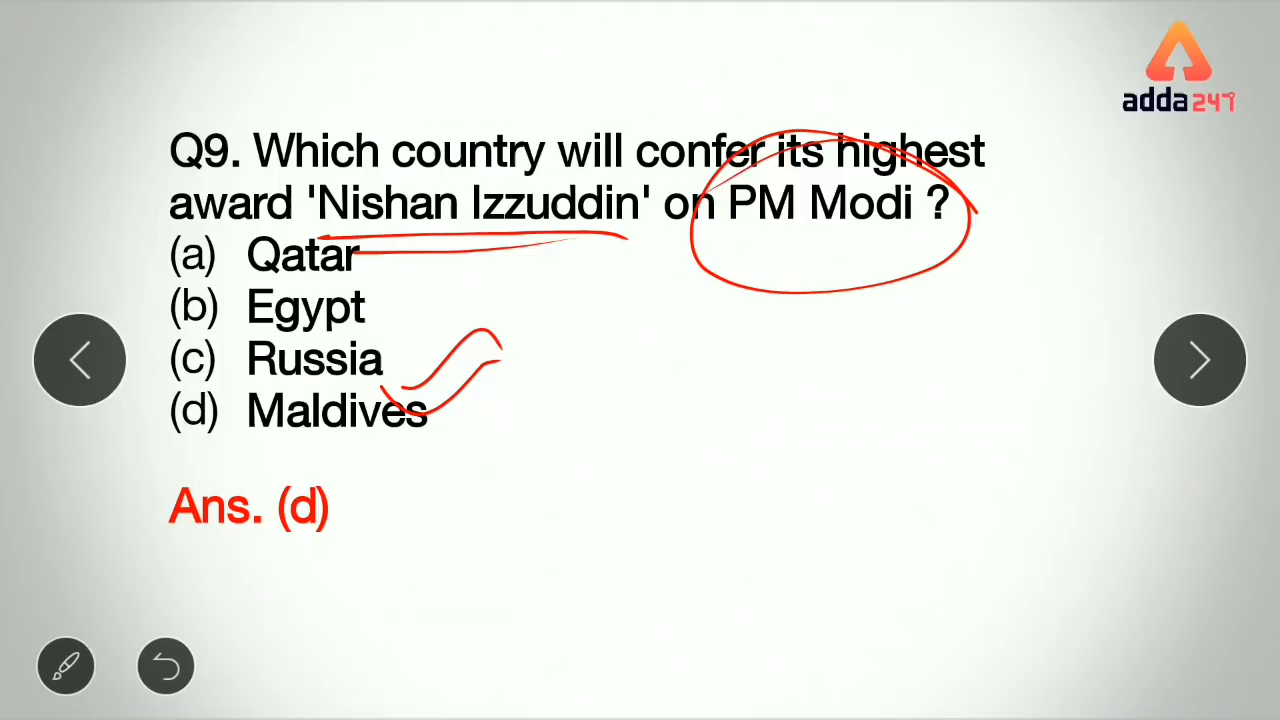 adda247
Q9. Which country will confer its highest
award 'Nishan Izzuddin' on PM Modi ?
(a) Qatar
(b) Egypt
(c) Russia
(d) Maldives
Ans. (d)